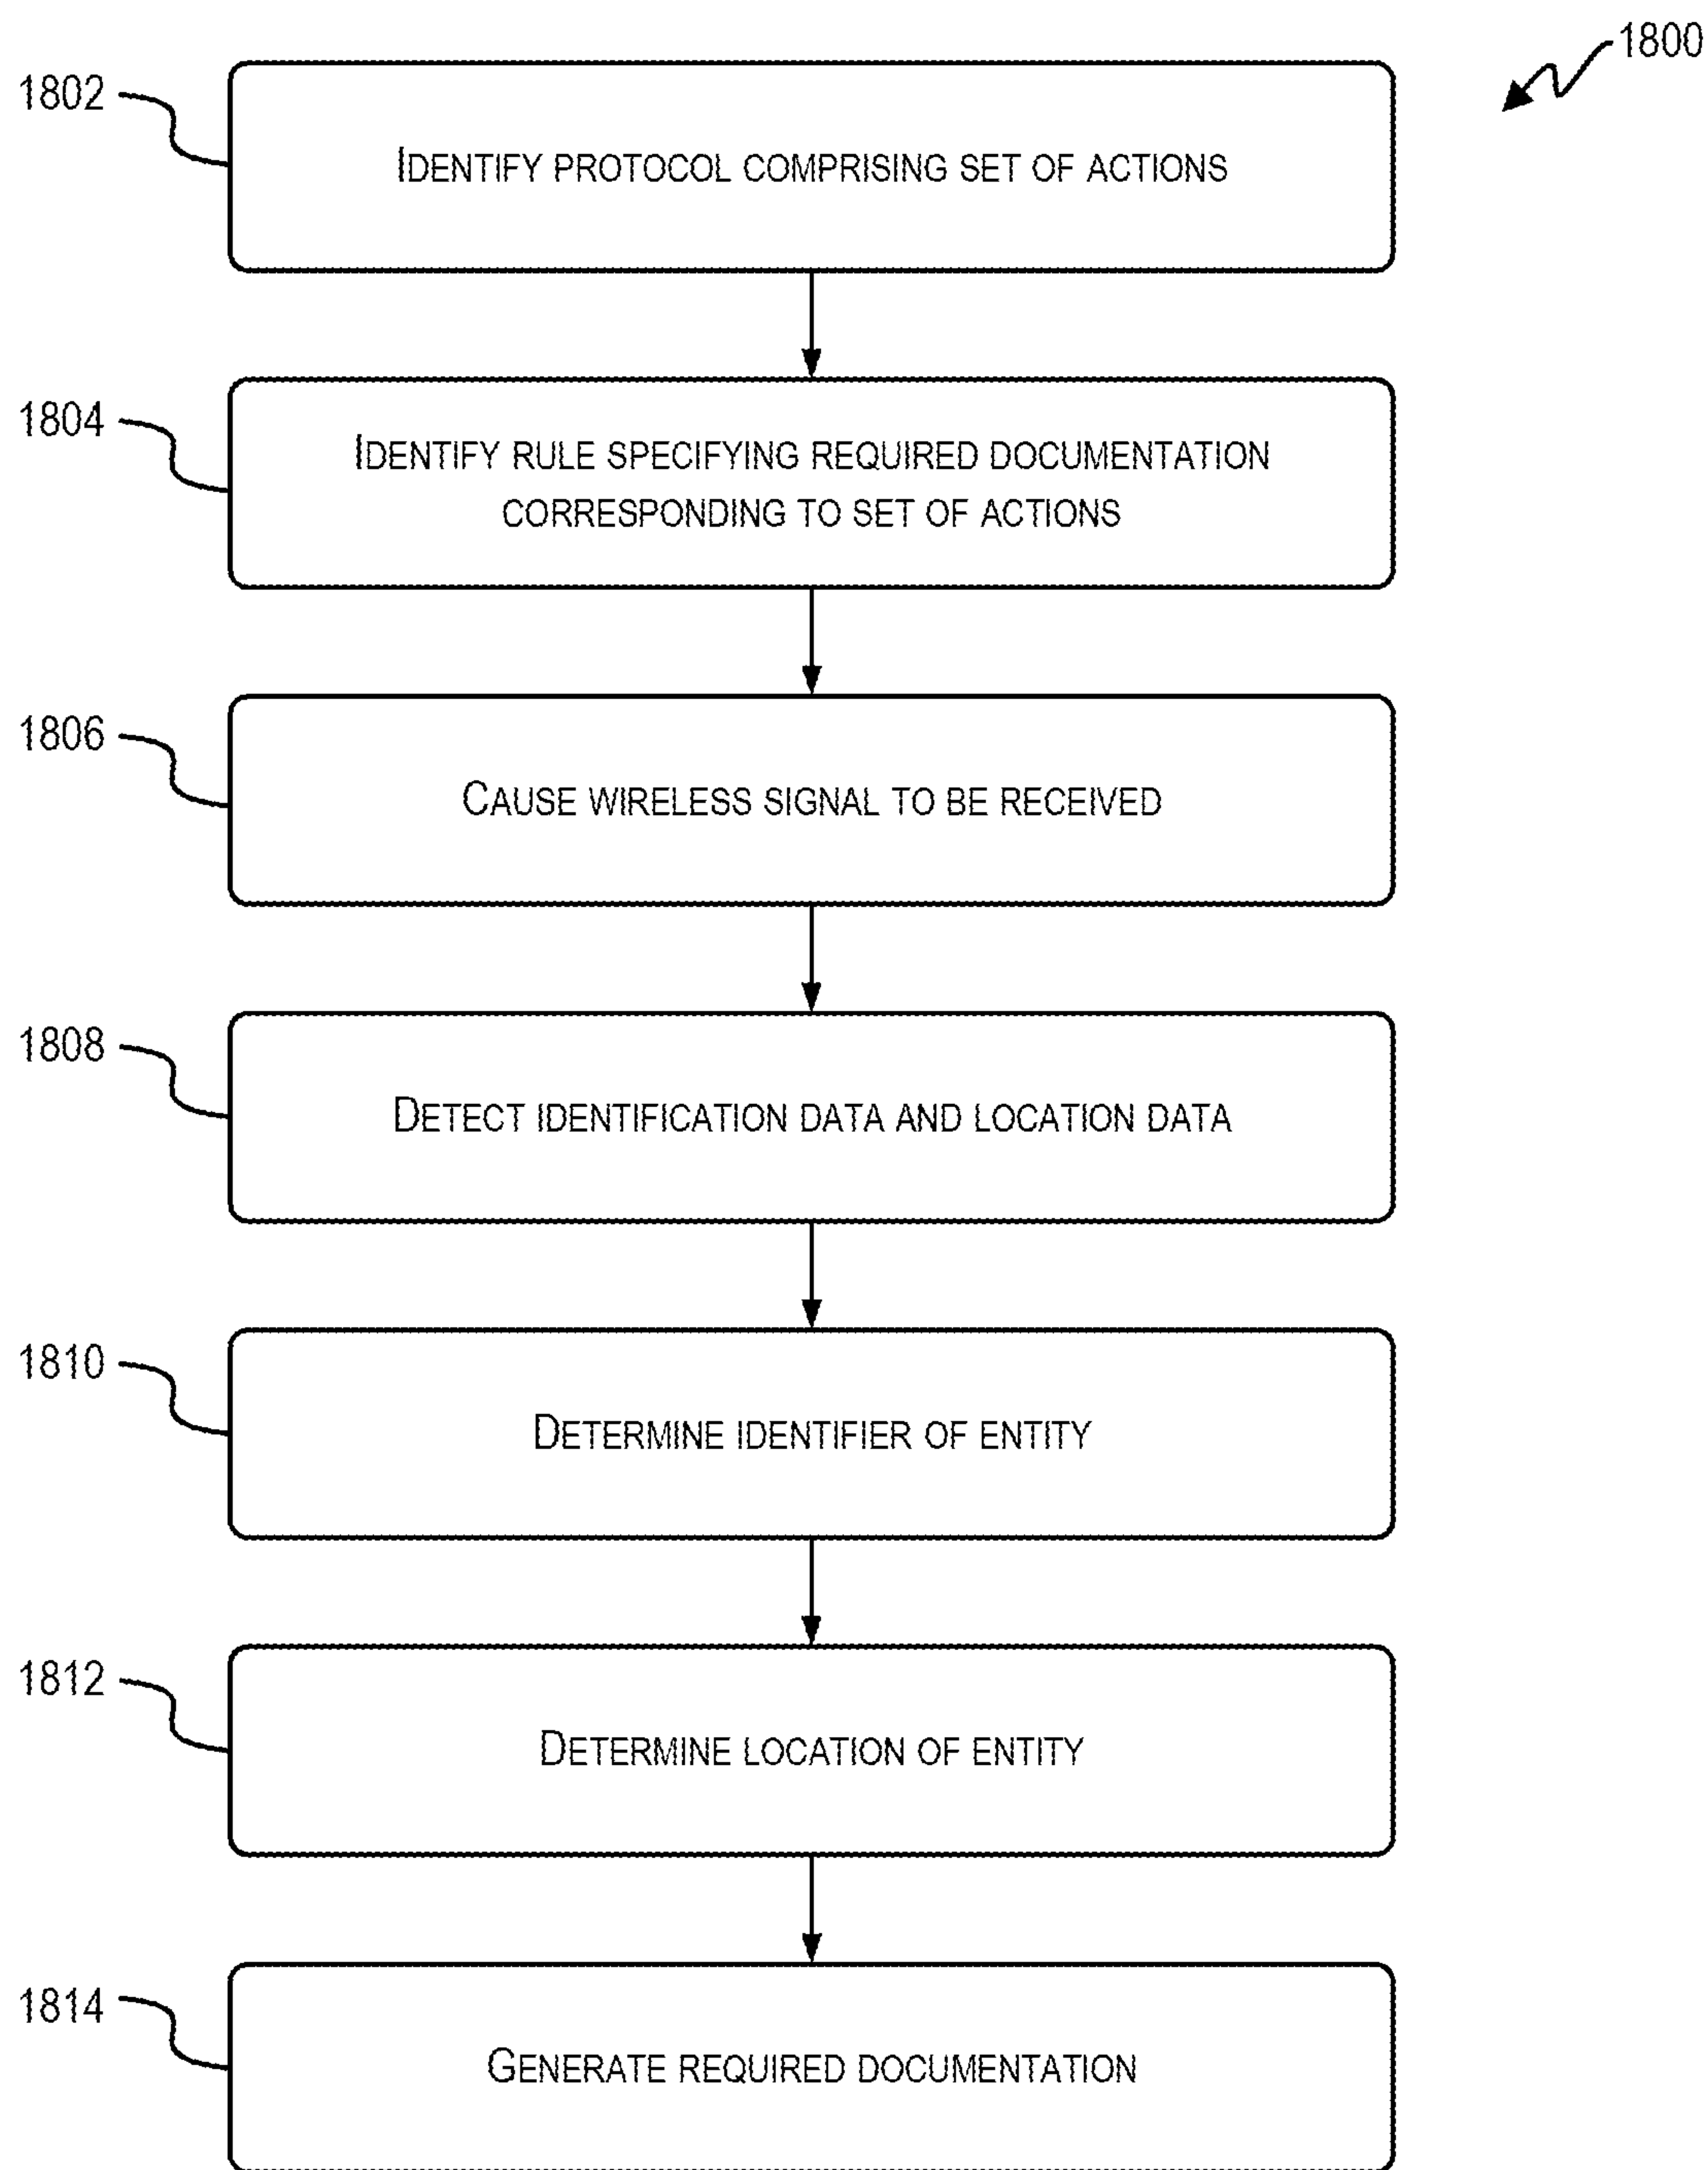 1800
1802
IDENTIFY PROTOCOL COMPRISING SET OF ACTIONS
1804
IDENTIFY RULE SPECIFYING REQUIRED DOCUMENTATION
CORRESPONDING TO SET OF ACTIONS
1806
CAUSE WIRELESS SIGNAL TO BE RECEIVED
1808
DETECT IDENTIFICATION DATA AND LOCATION DATA
1810
DETERMINE IDENTIFIER OF ENTITY
1812
DETERMINE LOCATION OF ENTITY
1814
GENERATE REQUIRED DOCUMENTATION